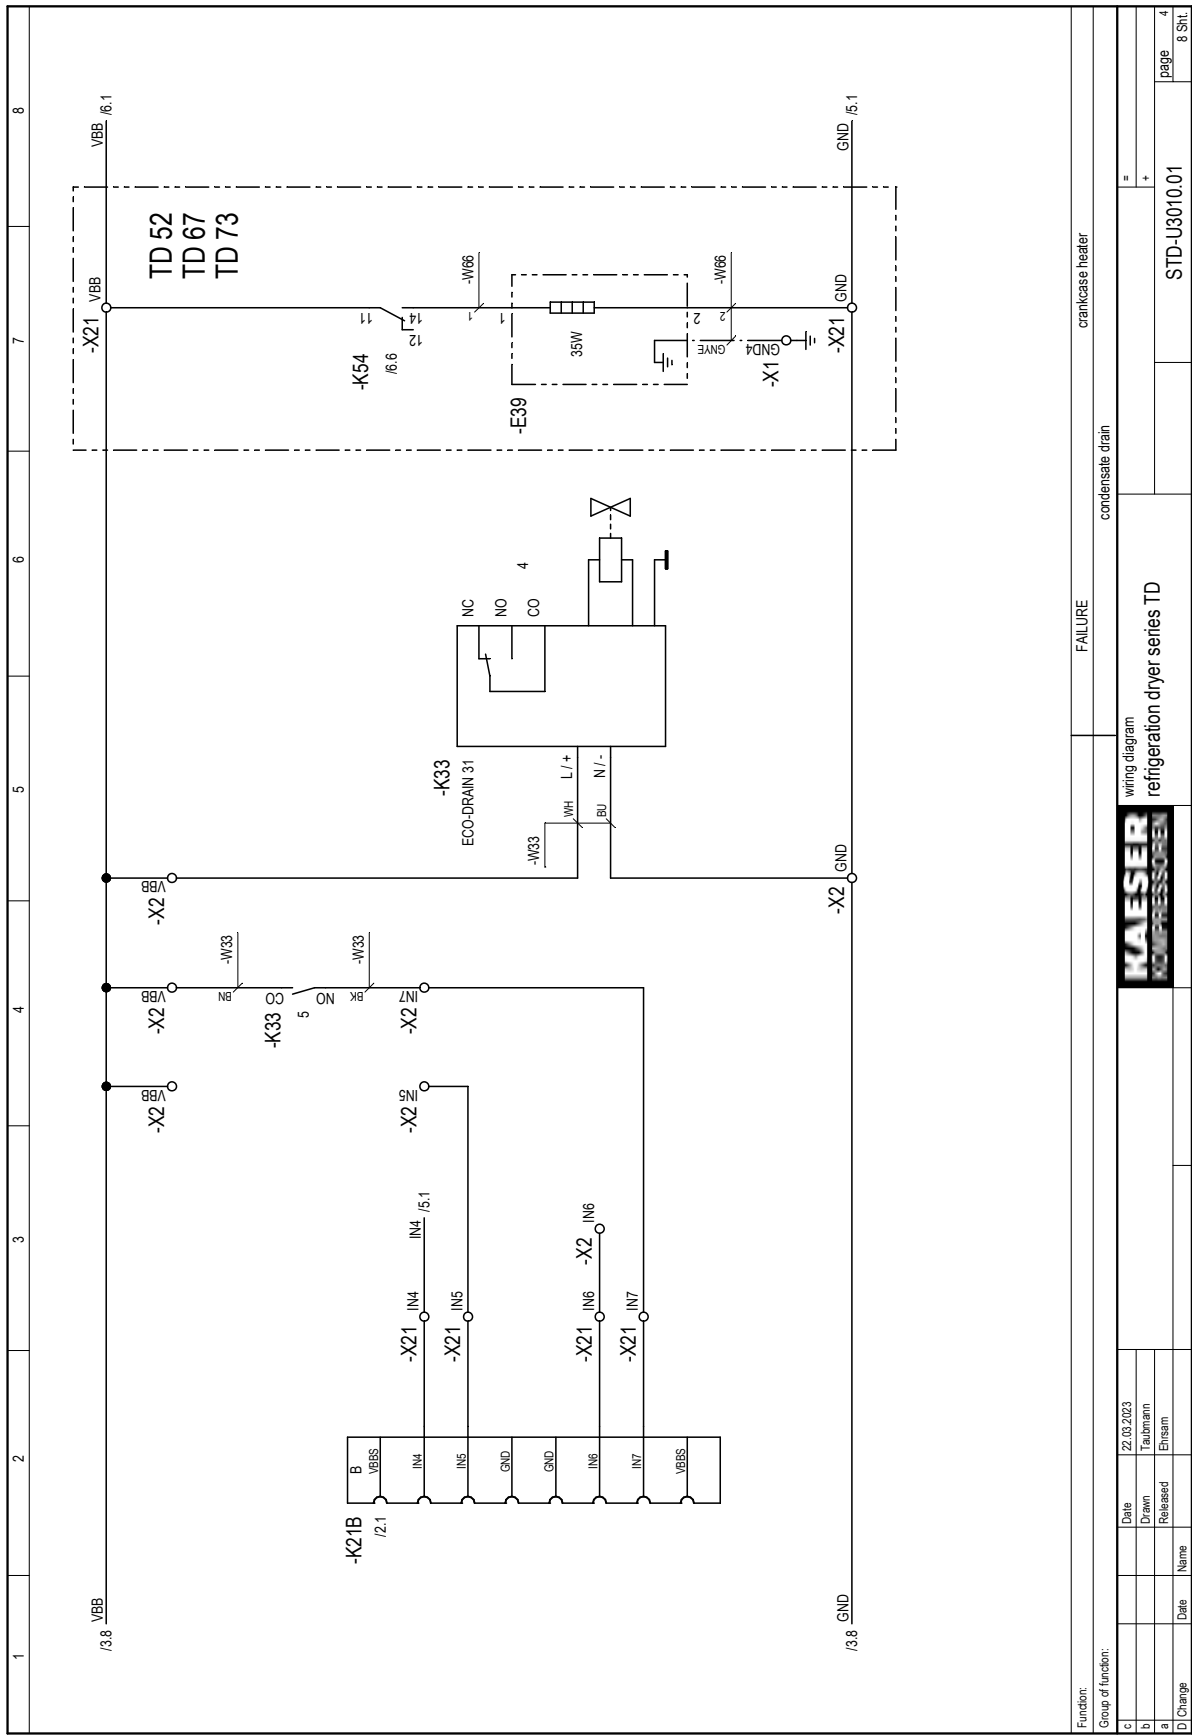 1
2
3
4
5
6
7
8
/3.8
VBB
VBB
/6.1
-X2
VBB
-X2
VBB
-X2
VBB
-X21
VBB
TD 52
TD 67
TD 73
-W33
BN
-K33
CO
NO
5
-W33
BK
-X2
IN5
-X2
IN7
-K54
/6.6
11
14
12
-W66
1
1
-E39
35W
2
-W66
2
GNYE
GND4
-X1
-K21B
/2.1
B
VBBS
IN4
IN5
GND
GND
IN6
IN7
VBBS
-X21
IN4
IN4
/5.1
-X21
IN5
-X21
IN6
-X2
IN6
-X21
IN7
-K33
ECO-DRAIN 31
NC
NO
CO
4
L / +
N / -
WH
BU
-W33
/3.8
GND
-X2
GND
-X21
GND
GND
/5.1
Function:
FAILURE
crankcase heater
Group of function:
condensate drain
c
b
a
D
Change
Date
Name
Date
22.03.2023
Drawn
Taubmann
Released
Ehrsam
KAESER
KOMPRESSOREN
wiring diagram
refrigeration dryer series TD
=
+
STD-U3010.01
page
4
8 Sht.